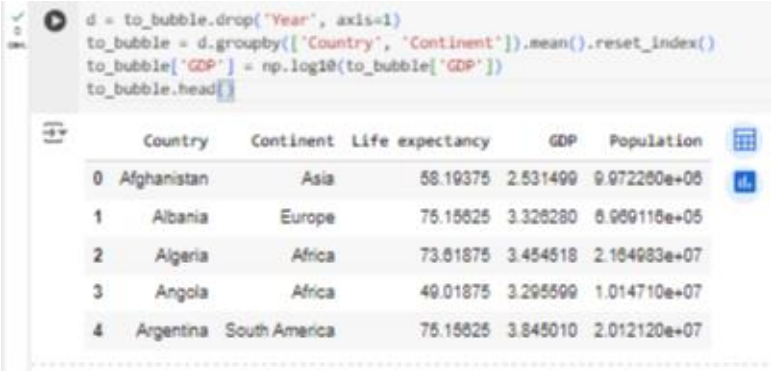 d = to_bubble.drop('Year', axis=1)
to_bubble = d.groupby(['Country', 'Continent']).mean().reset_index()
to_bubble['GDP'] = np.log10(to_bubble['GDP'])
to_bubble.head()
Country Continent Life expectancy GDP Population
0 Afghanistan Asia 58.19375 2.531499 9.972260e+06
1 Albania Europe 75.15625 3.326280 6.969116e+05
2 Algeria Africa 73.61875 3.454518 2.164983e+07
3 Angola Africa 49.01875 3.295599 1.014710e+07
4 Argentina South America 75.15625 3.845010 2.012120e+07